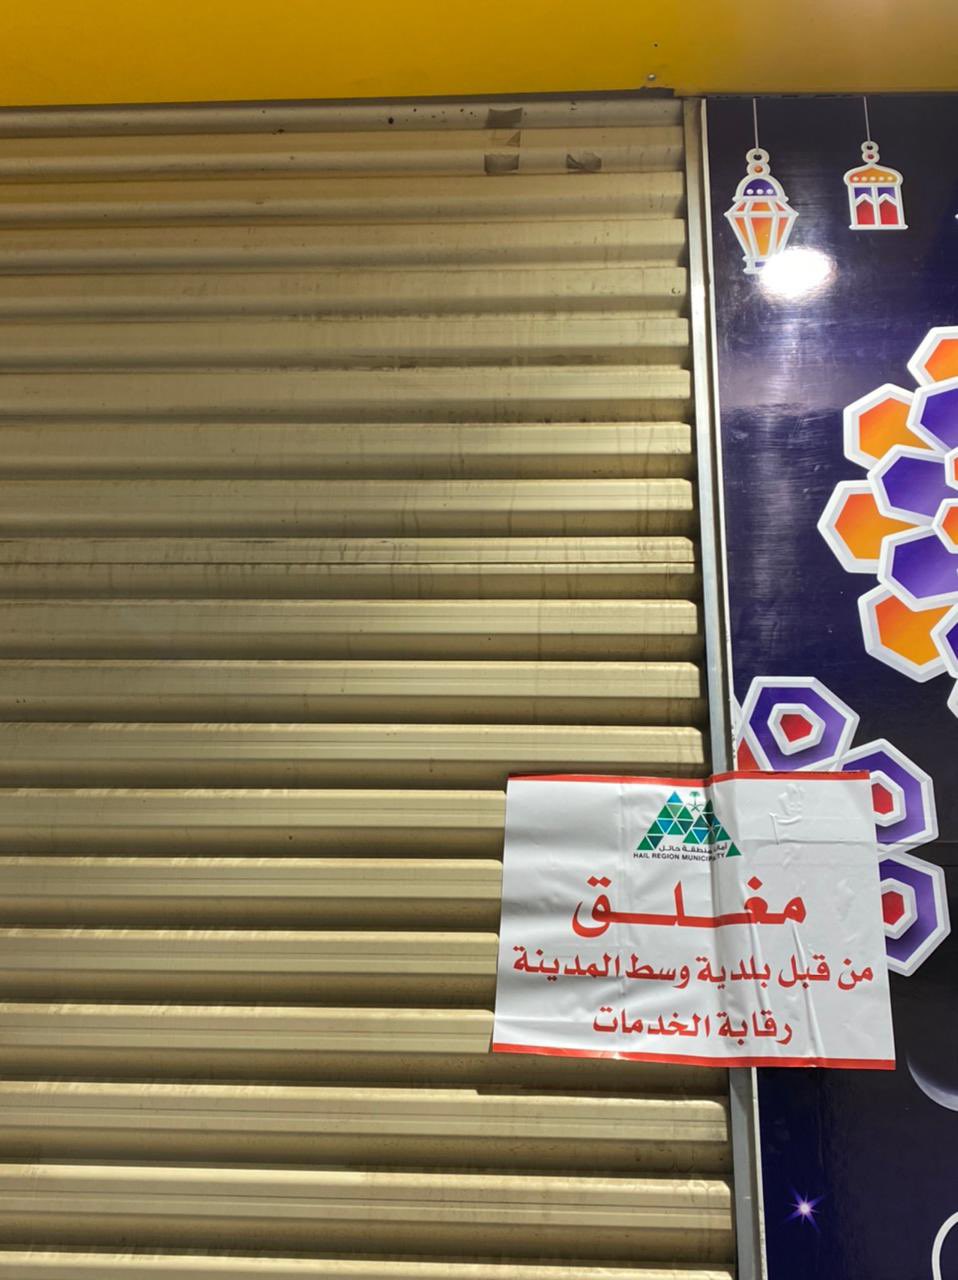 أمانة منطقة حائل
HAIL REGION MUNICIPALITY
مغلق
من قبل بلدية وسط المدينة
رقابة الخدمات